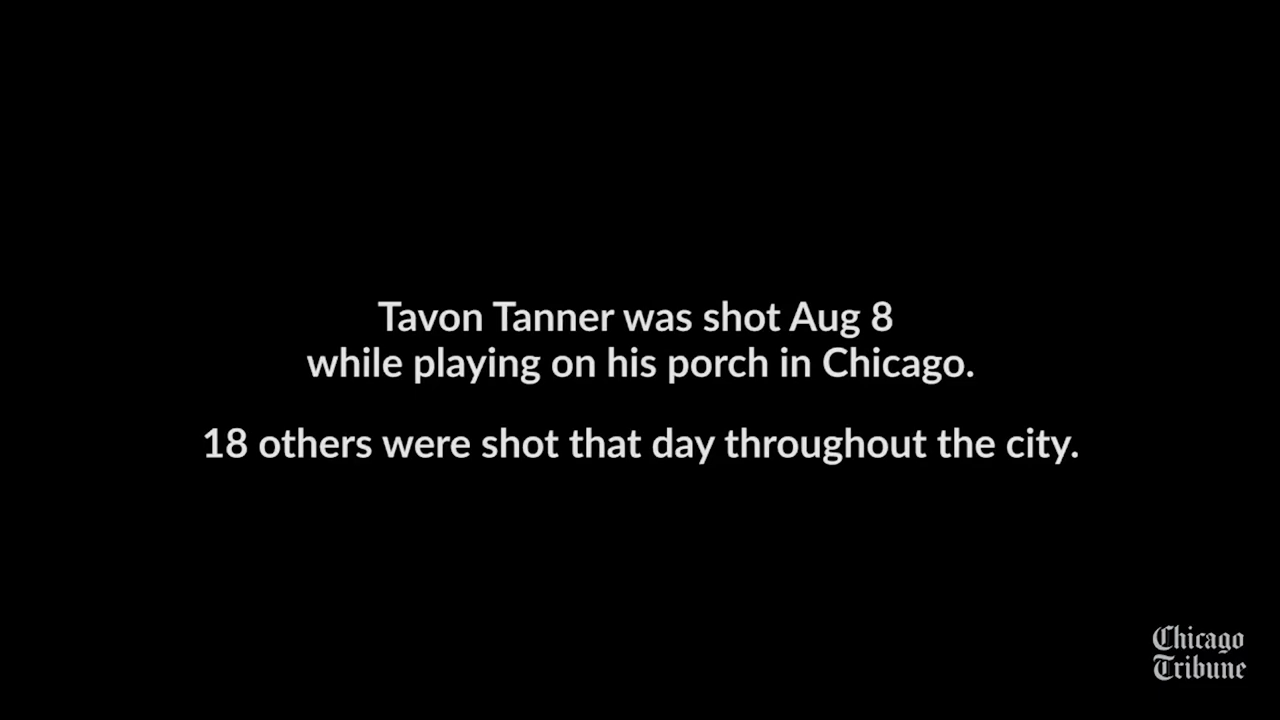 Tavon Tanner was shot Aug 8
while playing on his porch in Chicago.
18 others were shot that day throughout the city.
Chicago
Tribune